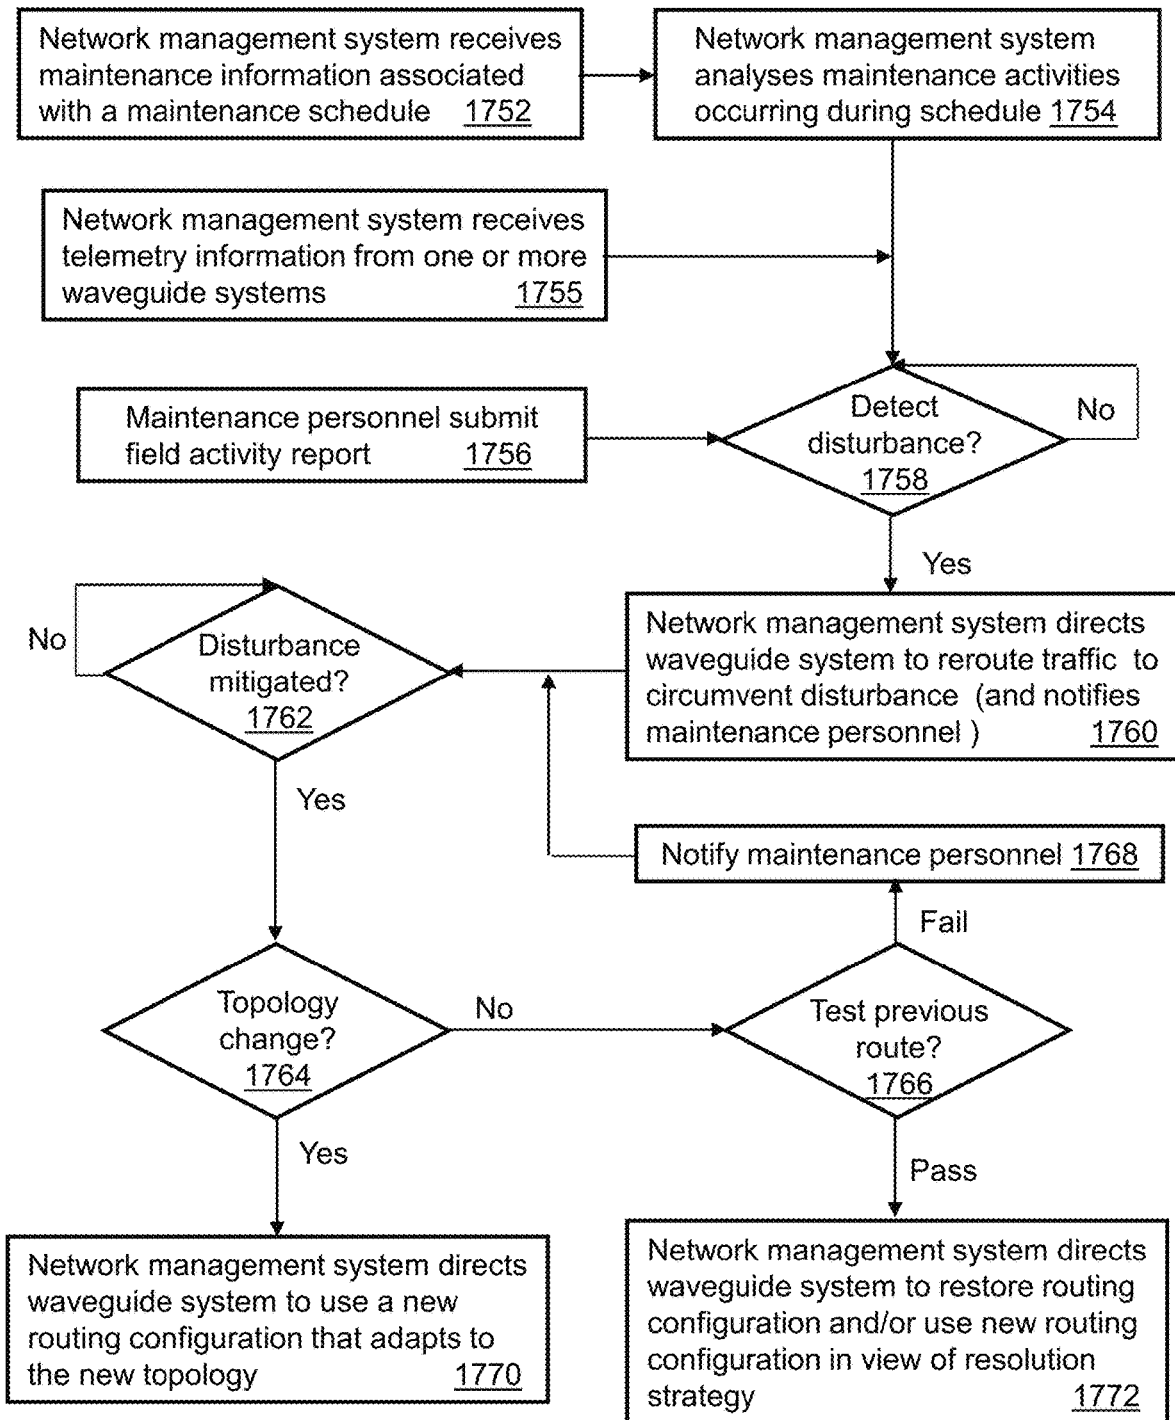 Network management system receives
maintenance information associated
with a maintenance schedule 1752
Network management system
analyses maintenance activities
occurring during schedule 1754
Network management system receives
telemetry information from one or more
waveguide systems 1755
Maintenance personnel submit
field activity report 1756
Detect
disturbance?
1758
No
Yes
Network management system directs
waveguide system to reroute traffic to
circumvent disturbance (and notifies
maintenance personnel ) 1760
No
Disturbance
mitigated?
1762
Yes
Notify maintenance personnel 1768
Fail
Topology
change?
1764
No
Test previous
route?
1766
Yes
Pass
Network management system directs
waveguide system to use a new
routing configuration that adapts to
the new topology 1770
Network management system directs
waveguide system to restore routing
configuration and/or use new routing
configuration in view of resolution
strategy 1772